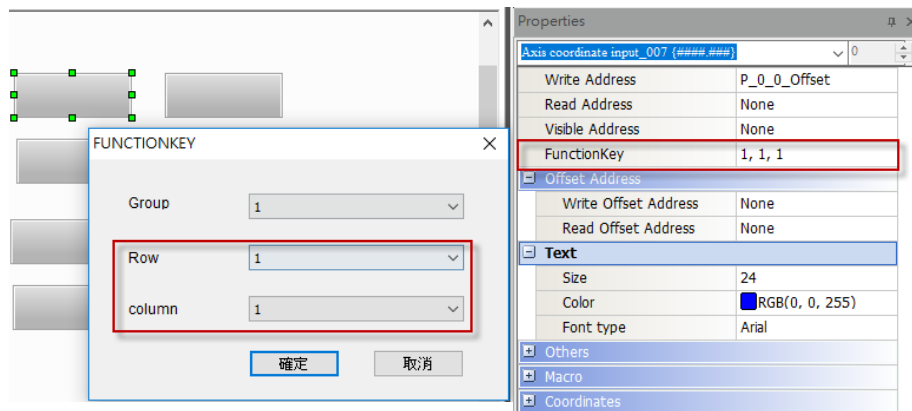 FUNCTIONKEY
Group 1
Row 1
column 1
確定 取消
Properties
Axis coordinate input_007 {####.###} 0
Write Address P_0_0_Offset
Read Address None
Visible Address None
FunctionKey 1, 1, 1
Offset Address
Write Offset Address None
Read Offset Address None
Text
Size 24
Color RGB(0, 0, 255)
Font type Arial
Others
Macro
Coordinates